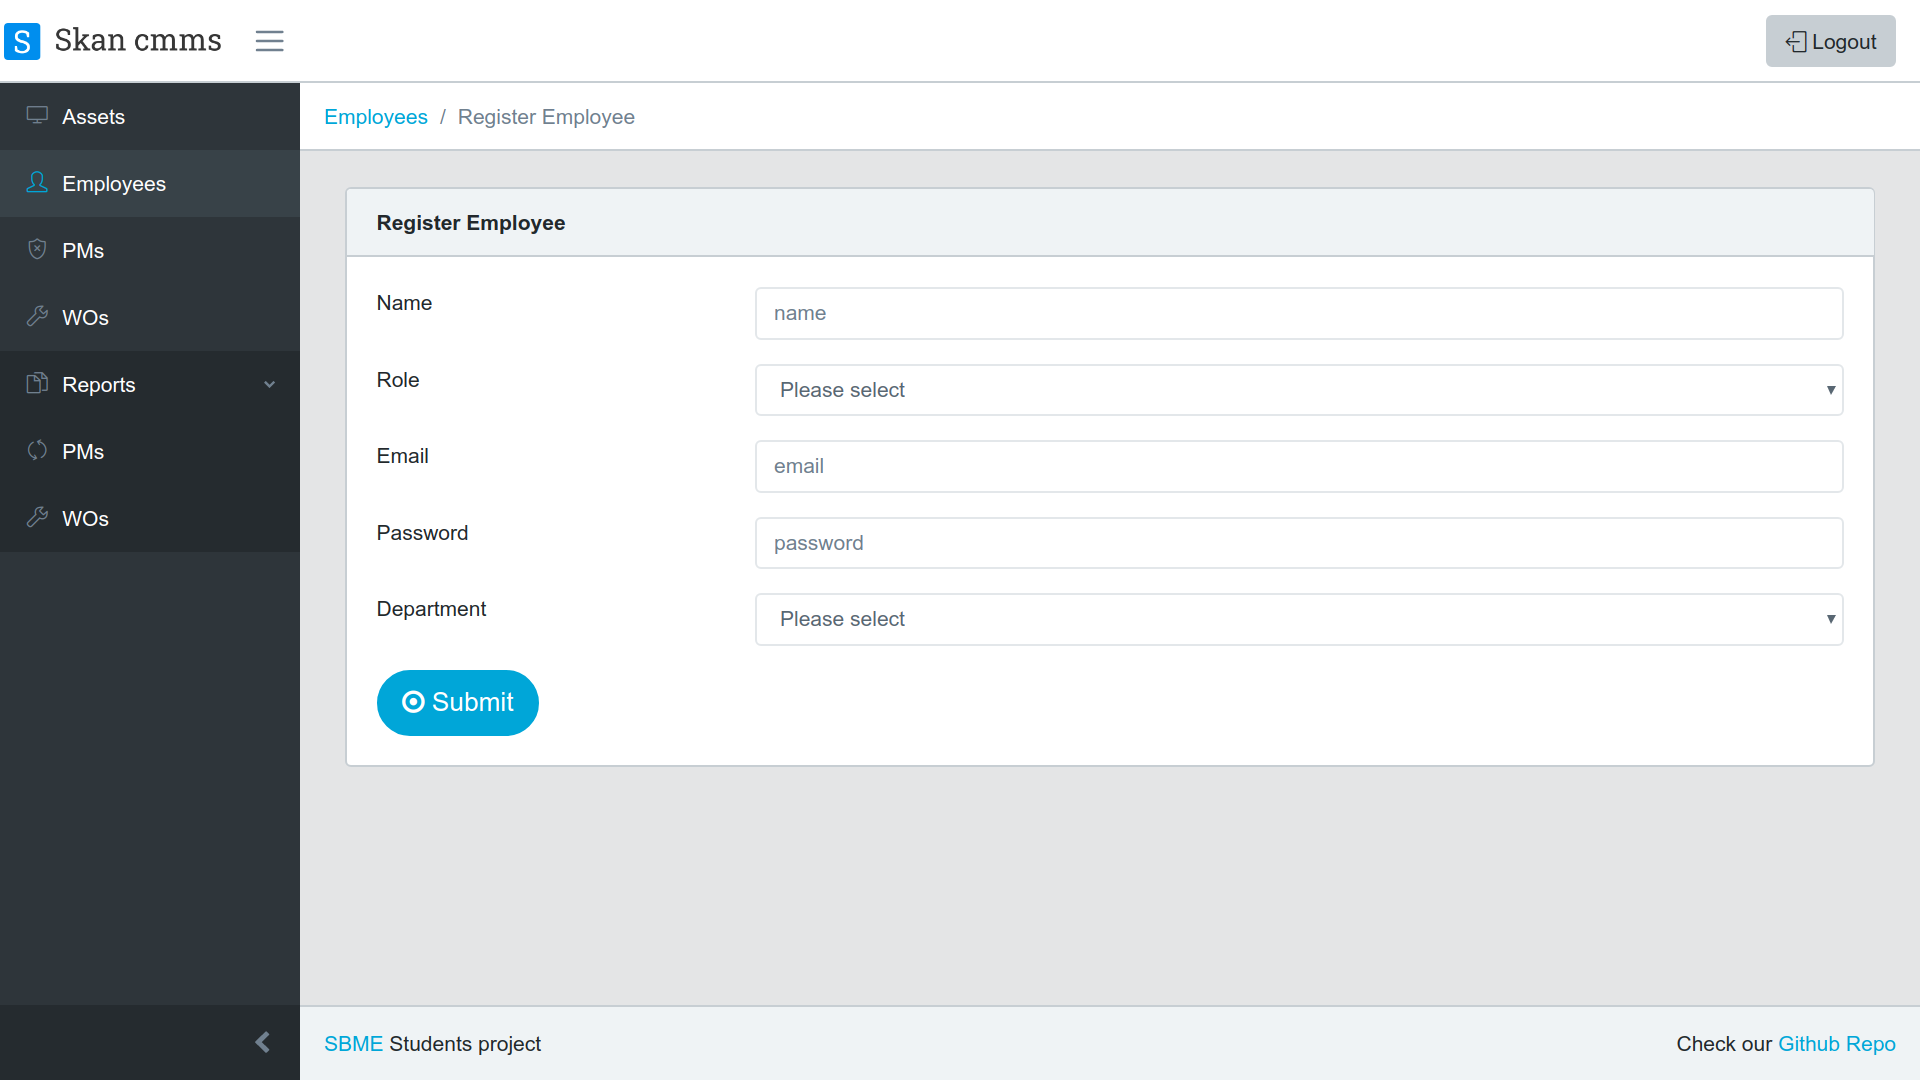 S Skan cmms
Logout
Assets
Employees
PMs
WOs
Reports
PMs
WOs
Employees / Register Employee
Register Employee
Name
name
Role
Please select
Email
email
Password
password
Department
Please select
Submit
SBME Students project
Check our Github Repo